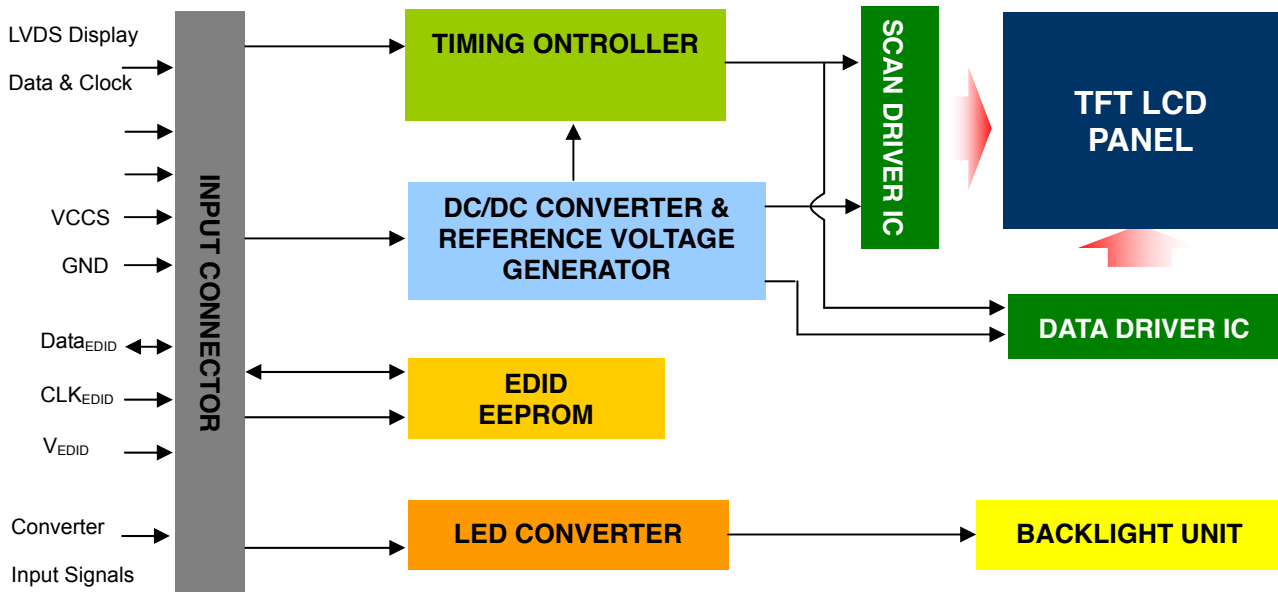 LVDS Display
Data & Clock
VCCS
GND
DataEDID
CLKEDID
VEDID
Converter
Input Signals
INPUT CONNECTOR
TIMING ONTROLLER
DC/DC CONVERTER &
REFERENCE VOLTAGE
GENERATOR
EDID
EEPROM
LED CONVERTER
SCAN DRIVER IC
TFT LCD
PANEL
DATA DRIVER IC
BACKLIGHT UNIT